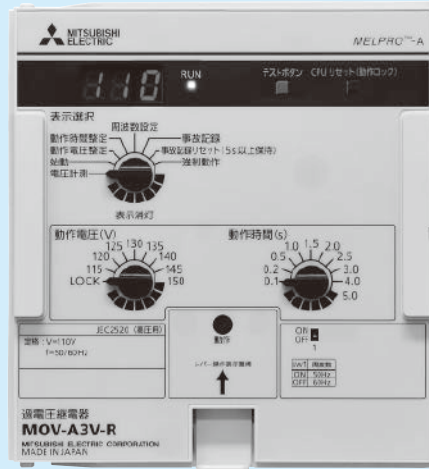 MITSUBISHI
ELECTRIC
MELPRO™-A
110
RUN
テストボタン
CPUリセット(動作ロック)
表示選択
周波数設定
動作時間整定
事故記録
動作電圧整定
事故記録リセット(5s以上保持)
始動
強制動作
電圧計測
表示消灯
動作電圧(V)
125 130 135
120 140
115 145
LOCK 150
動作時間(s)
1.0 1.5 2.0
0.5 2.5
0.2 3.0
0.1 4.0
5.0
JEC2520 (高圧用)
定格:V=110V
f=50/60Hz
動作
ON
OFF
1
SW1 周波数
ON 50Hz
OFF 60Hz
過電圧継電器
MOV-A3V-R
MITSUBISHI ELECTRIC CORPORATION
MADE IN JAPAN